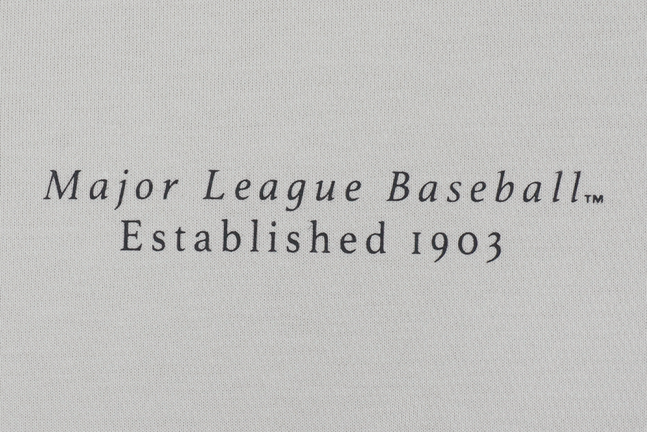 Major League Baseball™
Established 1903